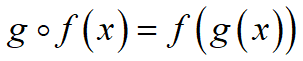 g ∘ f(x) = f(g(x))